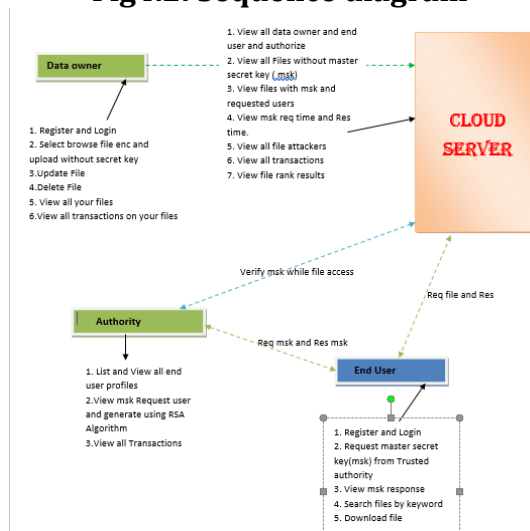 1. View all data owner and end
user and authorize
2. View all Files without master
secret key (.msk)
3. View files with msk and
requested users
4. View msk req time and Res
time.
5. View all file attackers
6. View all transactions
7. View file rank results
Data owner
CLOUD
SERVER
1. Register and Login
2. Select browse file enc and
upload without secret key
3.Update File
4.Delete File
5. View all your files
6.View all transactions on your files
Verify msk while file access
Req file and Res
Authority
Req msk and Res msk
End User
1. List and View all end
user profiles
2.View msk Request user
and generate using RSA
Algorithm
3.View all Transactions
1. Register and Login
2. Request master secret
key(msk) from Trusted
authority
3. View msk response
4. Search files by keyword
5. Download file